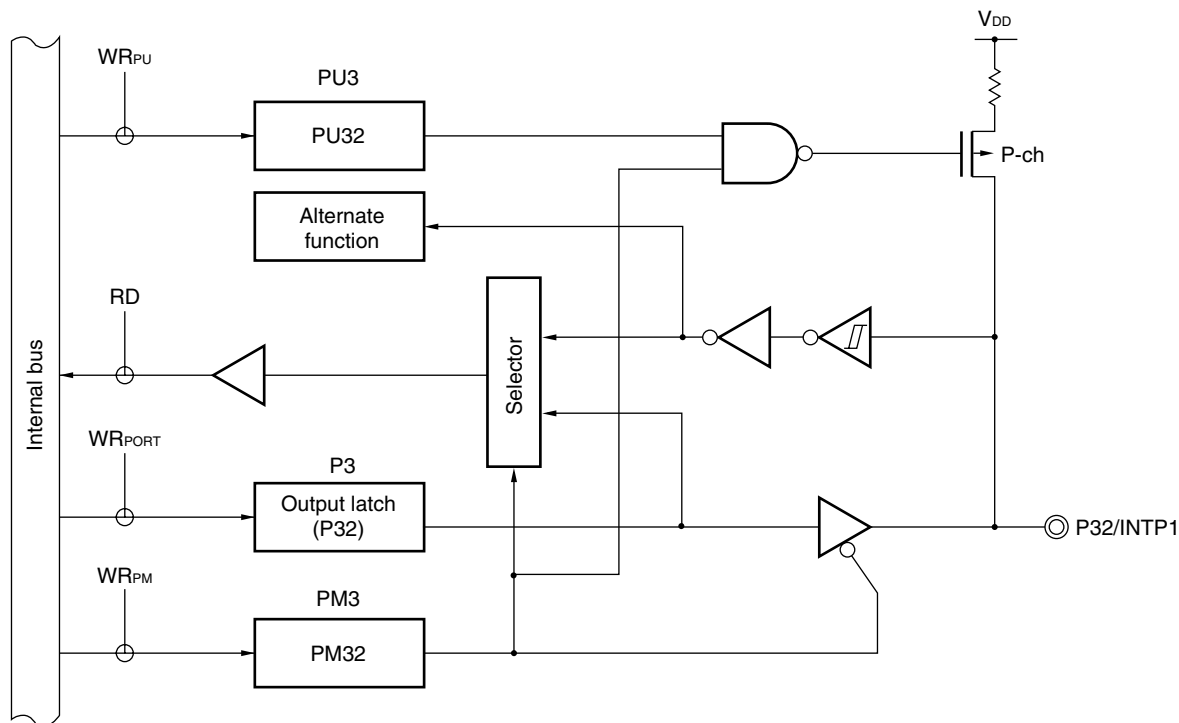 VDD
WRPU
PU3
PU32
P-ch
Alternate
function
RD
Selector
Internal bus
WRPORT
P3
Output latch
(P32)
P32/INTP1
WRPM
PM3
PM32